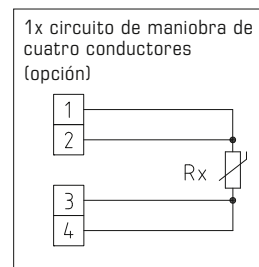 1x circuito de maniobra de
cuatro conductores
(opción)
1
2
Rx
3
4